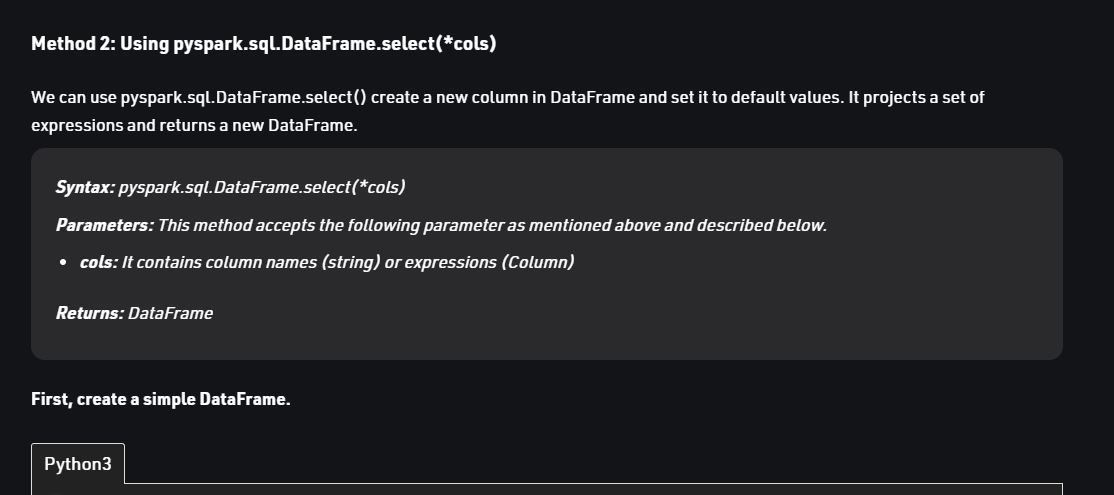 Method 2: Using pyspark.sql.DataFrame.select(*cols)
We can use pyspark.sql.DataFrame.select() create a new column in DataFrame and set it to default values. It projects a set of
expressions and returns a new DataFrame.
Syntax: pyspark.sql.DataFrame.select(*cols)
Parameters: This method accepts the following parameter as mentioned above and described below.
• cols: It contains column names (string) or expressions (Column)
Returns: DataFrame
First, create a simple DataFrame.
Python3